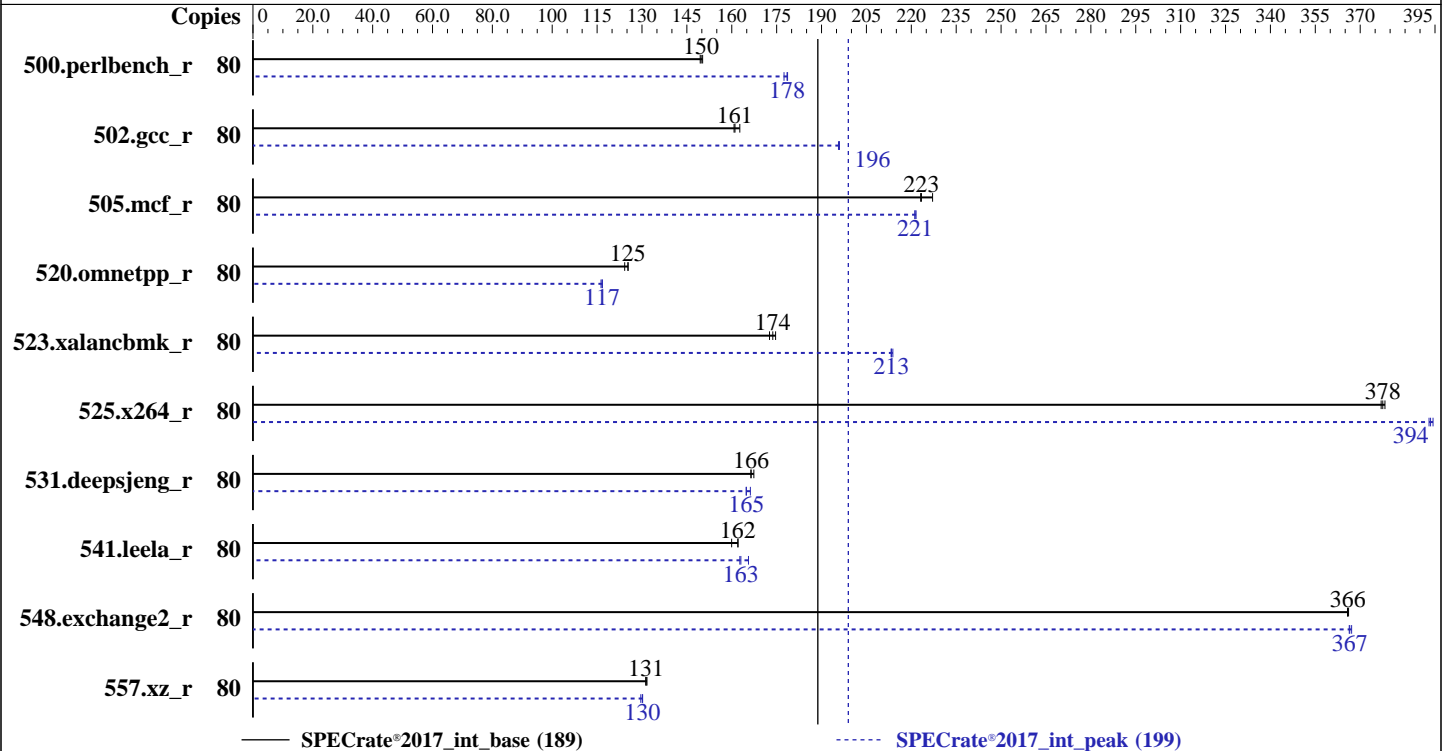 Copies 0 20.0 40.0 60.0 80.0 100 115 130 145 160 175 190 205 220 235 250 265 280 295 310 325 340 355 370 395
150
500.perlbench_r 80
178
161
502.gcc_r 80
196
223
505.mcf_r 80
221
125
520.omnetpp_r 80
117
174
523.xalancbmk_r 80
213
378
525.x264_r 80
394
166
531.deepsjeng_r 80
165
162
541.leela_r 80
163
366
548.exchange2_r 80
367
131
557.xz_r 80
130
SPECrate®2017_int_base (189) SPECrate®2017_int_peak (199)